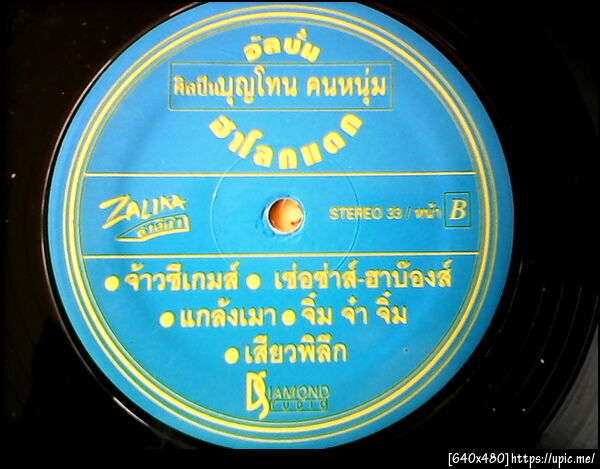 อัลบั้ม
ศิลปินบุญโทน คนหนุ่ม
ฮาโลกแตก
ZALIKA
STEREO 33 / หน้า B
• จ้าวซีเกมส์ • เช่อช่าส์-ฮาบ๊องส์
• แกล้งเมา • จิ๋ม จ๋ำ จิ๋ม
• เสียวพิลึก
DIAMOND
STUDIO
[640x480]https://upic.me/